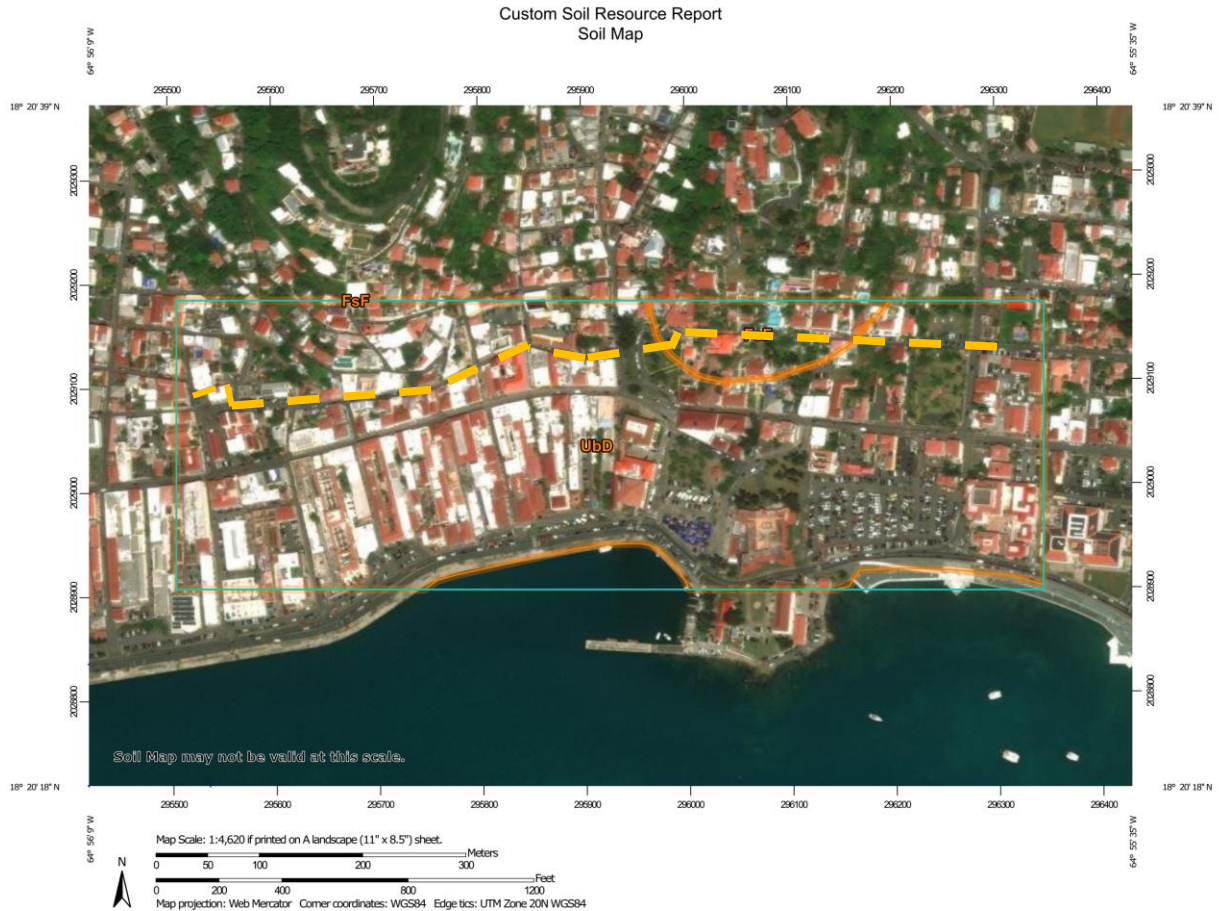 Custom Soil Resource Report
Soil Map
64° 56' 9" W
64° 55' 35" W
295500 295600 295700 295800 295900 296000 296100 296200 296300 296400
18° 20' 39" N
18° 20' 39" N
2029300
2029300
2029200
2029200
FsF
2029100
2029100
UbD
2029000
2029000
2028900
2028900
2028800
2028800
Soil Map may not be valid at this scale.
18° 20' 18" N
18° 20' 18" N
295500 295600 295700 295800 295900 296000 296100 296200 296300 296400
64° 56' 9" W
64° 55' 35" W
Map Scale: 1:4,620 if printed on A landscape (11" x 8.5") sheet.
Meters
0 50 100 200 300
Feet
0 200 400 800 1200
N
Map projection: Web Mercator Corner coordinates: WGS84 Edge tics: UTM Zone 20N WGS84